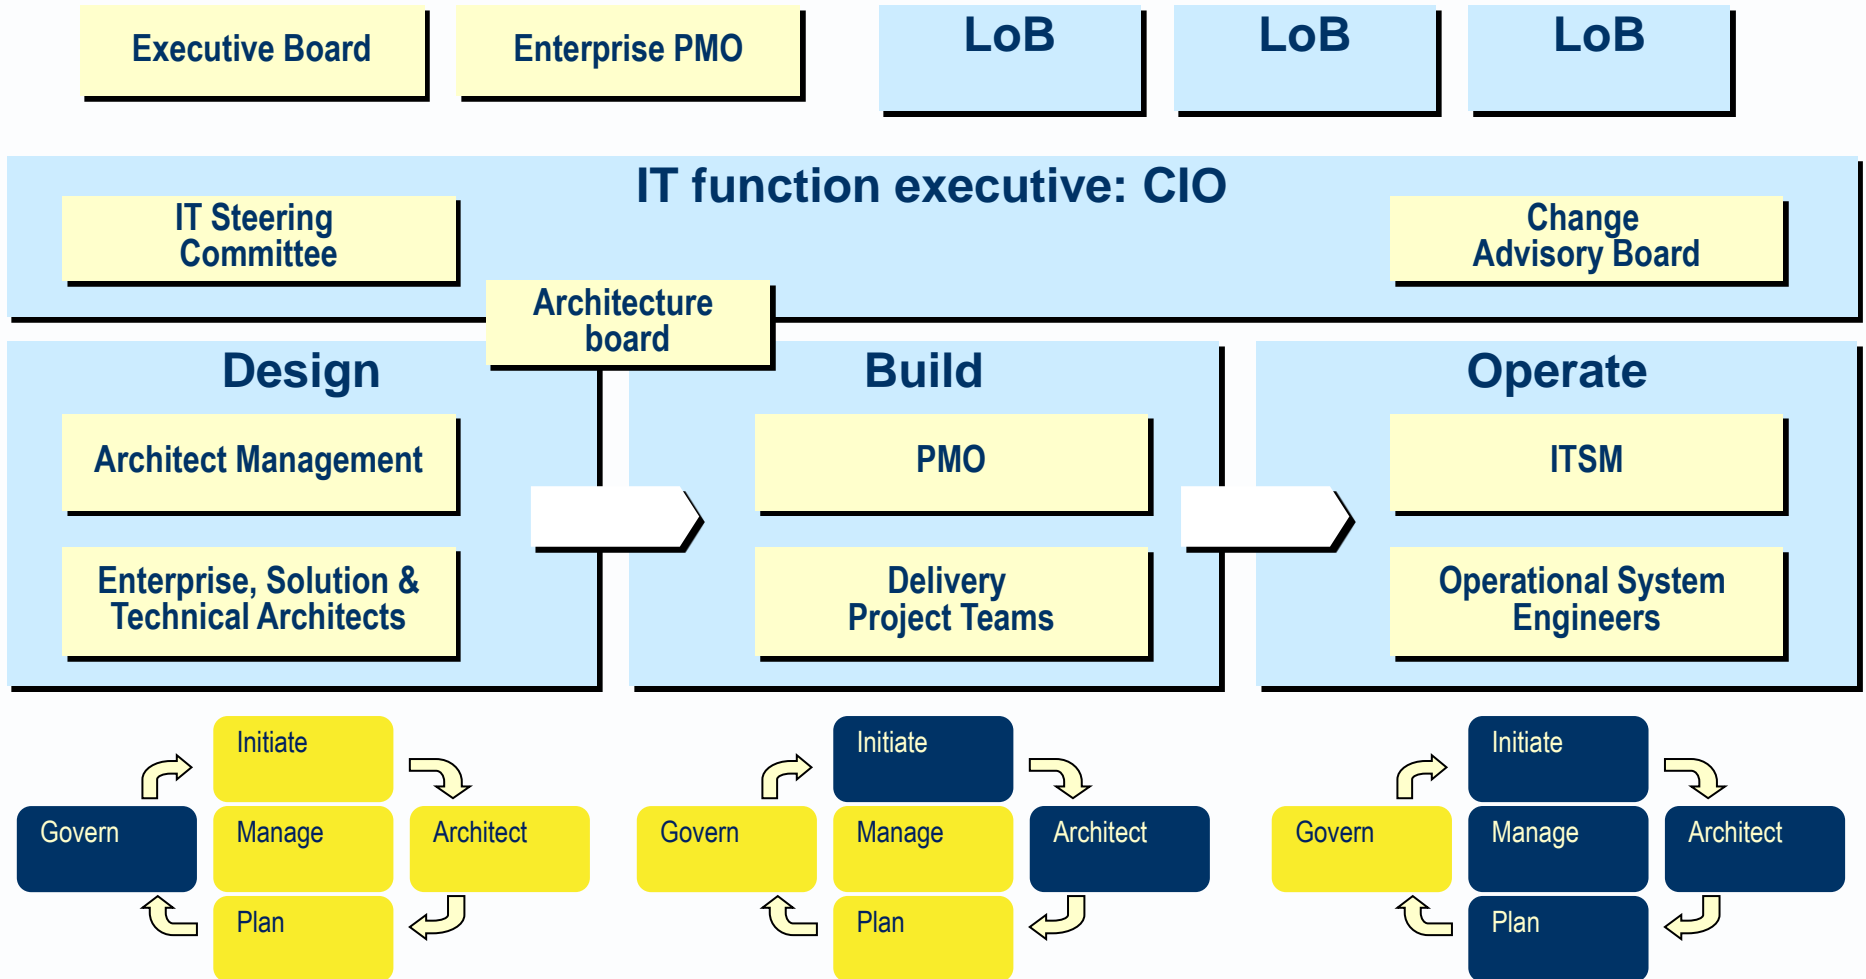 Executive Board
Enterprise PMO
LoB
LoB
LoB
IT function executive: CIO
IT Steering
Committee
Change
Advisory Board
Architecture
board
Design
Build
Operate
Architect Management
PMO
ITSM
Enterprise, Solution &
Technical Architects
Delivery
Project Teams
Operational System
Engineers
Initiate
Govern
Manage
Architect
Plan
Initiate
Govern
Manage
Architect
Plan
Initiate
Govern
Manage
Architect
Plan